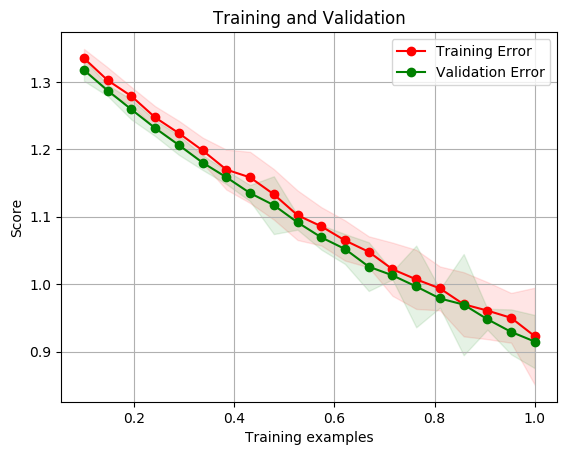 Training and Validation
Training Error
Validation Error
1.3
1.2
1.1
1.0
0.9
Score
0.2
0.4
0.6
0.8
1.0
Training examples